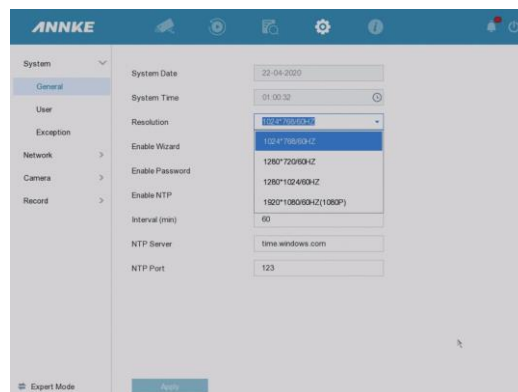 ANNKE
System
General
User
Exception
Network
Camera
Record
System Date 22-04-2020
System Time 01:00:32
Resolution 1024*768/60HZ
1024*768/60HZ
Enable Wizard
1280*720/60HZ
Enable Password
1280*1024/60HZ
Enable NTP
1920*1080/60HZ(1080P)
Interval (min) 60
NTP Server time.windows.com
NTP Port 123
Expert Mode Apply